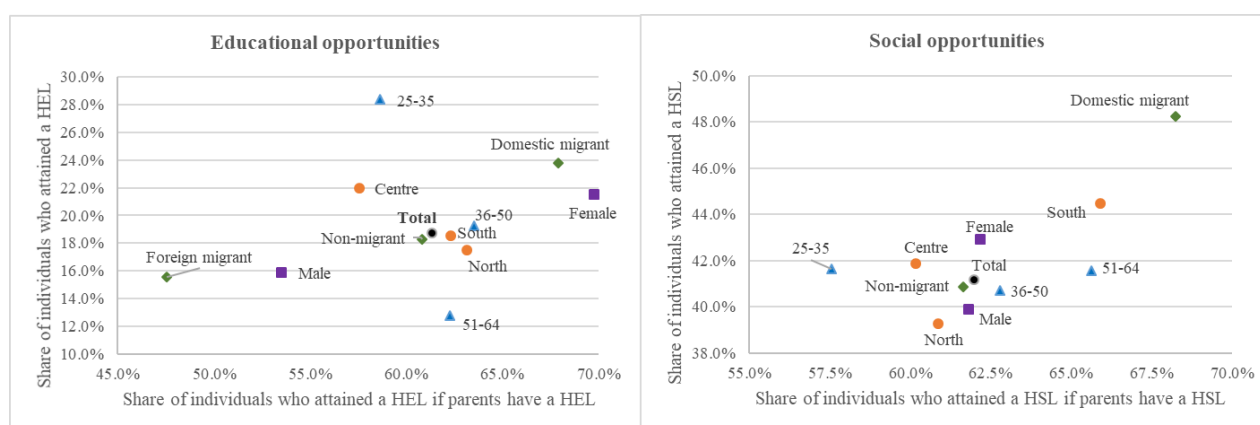 Educational opportunities
Share of individuals who attained a HEL
30.0%
28.0%
26.0%
24.0%
22.0%
20.0%
18.0%
16.0%
14.0%
12.0%
10.0%
25-35
Domestic migrant
Centre
Female
Total
36-50
Non-migrant
South
North
Foreign migrant
Male
51-64
45.0% 50.0% 55.0% 60.0% 65.0% 70.0%
Share of individuals who attained a HEL if parents have a HEL
Social opportunities
Share of individuals who attained a HSL
50.0%
48.0%
46.0%
44.0%
42.0%
40.0%
38.0%
Domestic migrant
South
Female
25-35
Centre
Total
51-64
Non-migrant
36-50
Male
North
55.0% 57.5% 60.0% 62.5% 65.0% 67.5% 70.0%
Share of individuals who attained a HSL if parents have a HSL